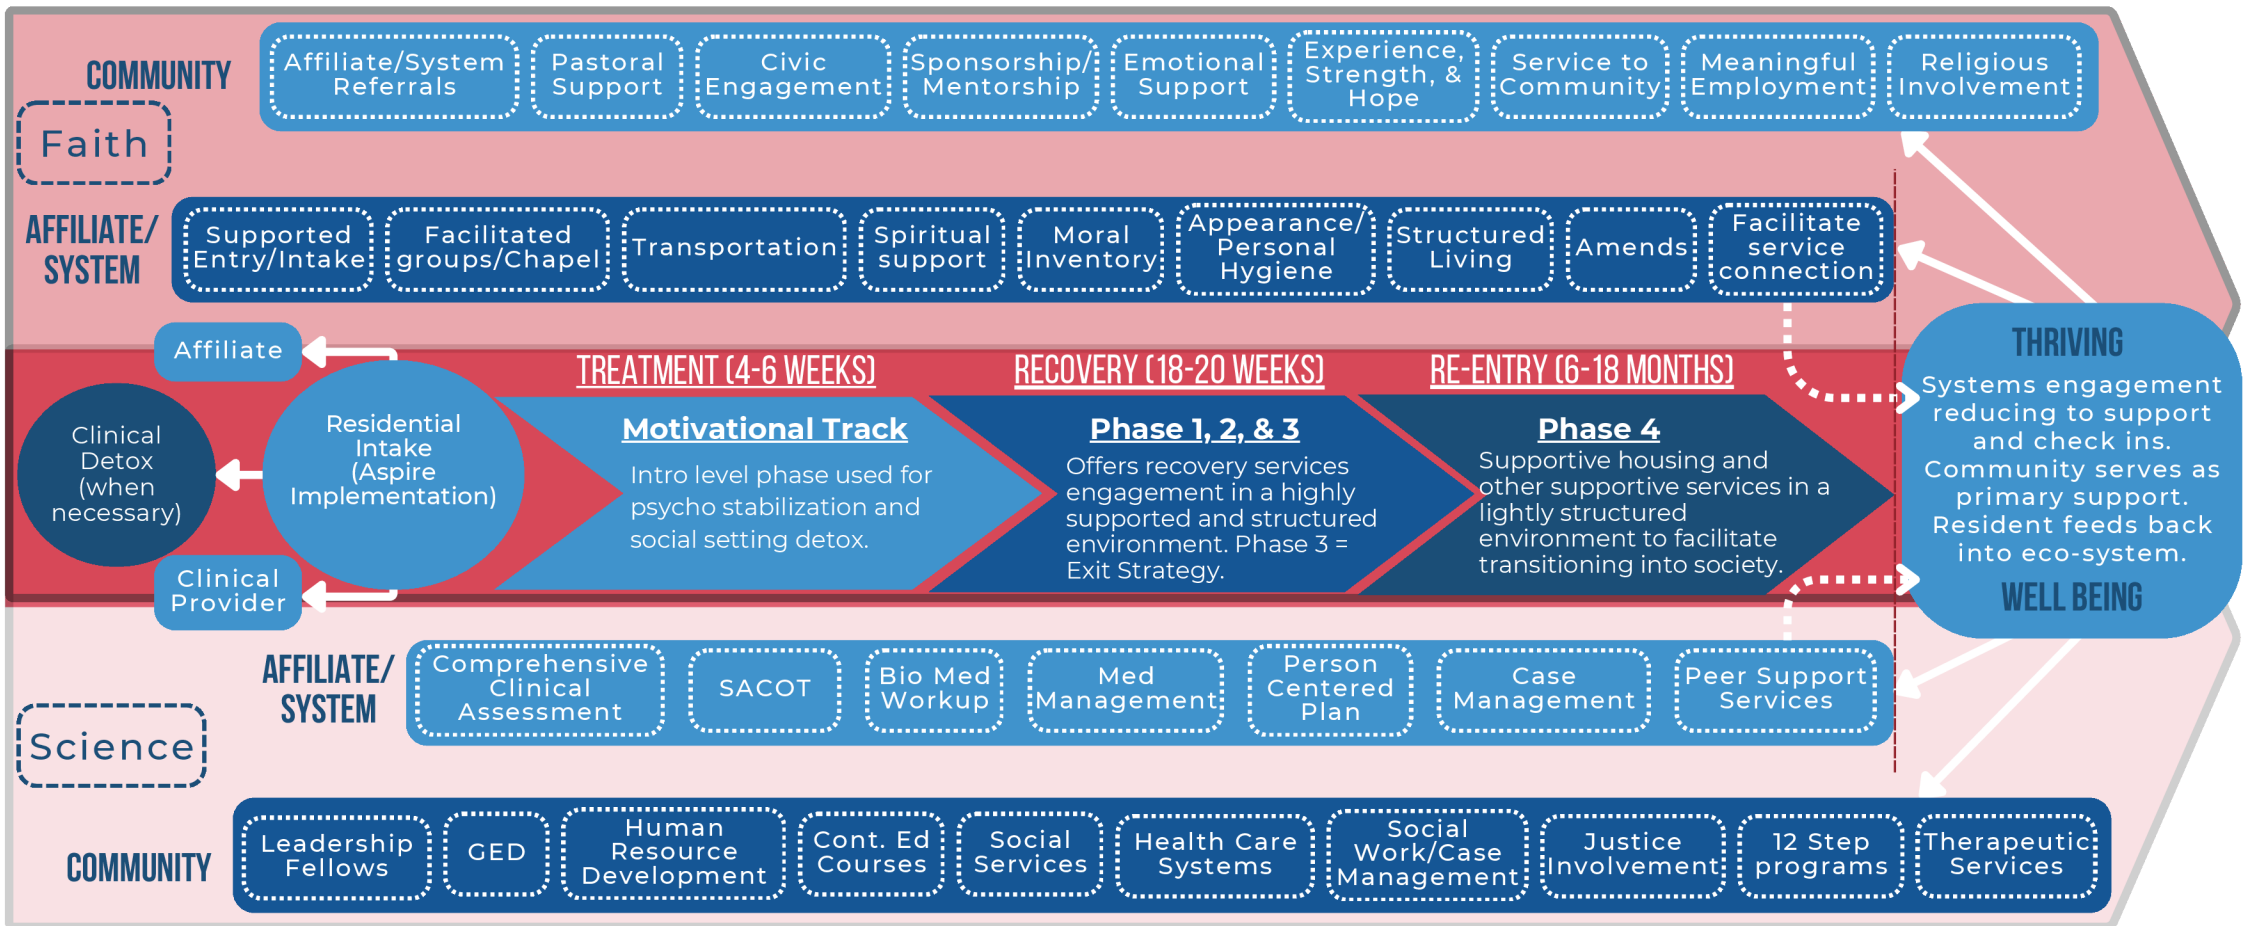 COMMUNITY
Affiliate/System
Referrals
Pastoral
Support
Civic
Engagement
Sponsorship/
Mentorship
Emotional
Support
Experience,
Strength, &
Hope
Service to
Community
Meaningful
Employment
Religious
Involvement
Faith
AFFILIATE/
SYSTEM
Supported
Entry/Intake
Facilitated
groups/Chapel
Transportation
Spiritual
support
Moral
Inventory
Appearance/
Personal
Hygiene
Structured
Living
Amends
Facilitate
service
connection
Affiliate
Clinical
Detox
(when
necessary)
Residential
Intake
(Aspire
Implementation)
Clinical
Provider
TREATMENT (4-6 WEEKS)
Motivational Track
Intro level phase used for
psycho stabilization and
social setting detox.
RECOVERY (18-20 WEEKS)
Phase 1, 2, & 3
Offers recovery services
engagement in a highly
supported and structured
environment. Phase 3 =
Exit Strategy.
RE-ENTRY (6-18 MONTHS)
Phase 4
Supportive housing and
other supportive services in a
lightly structured
environment to facilitate
transitioning into society.
THRIVING
Systems engagement
reducing to support
and check ins.
Community serves as
primary support.
Resident feeds back
into eco-system.
WELL BEING
AFFILIATE/
SYSTEM
Comprehensive
Clinical
Assessment
SACOT
Bio Med
Workup
Med
Management
Person
Centered
Plan
Case
Management
Peer Support
Services
Science
COMMUNITY
Leadership
Fellows
GED
Human
Resource
Development
Cont. Ed
Courses
Social
Services
Health Care
Systems
Social
Work/Case
Management
Justice
Involvement
12 Step
programs
Therapeutic
Services